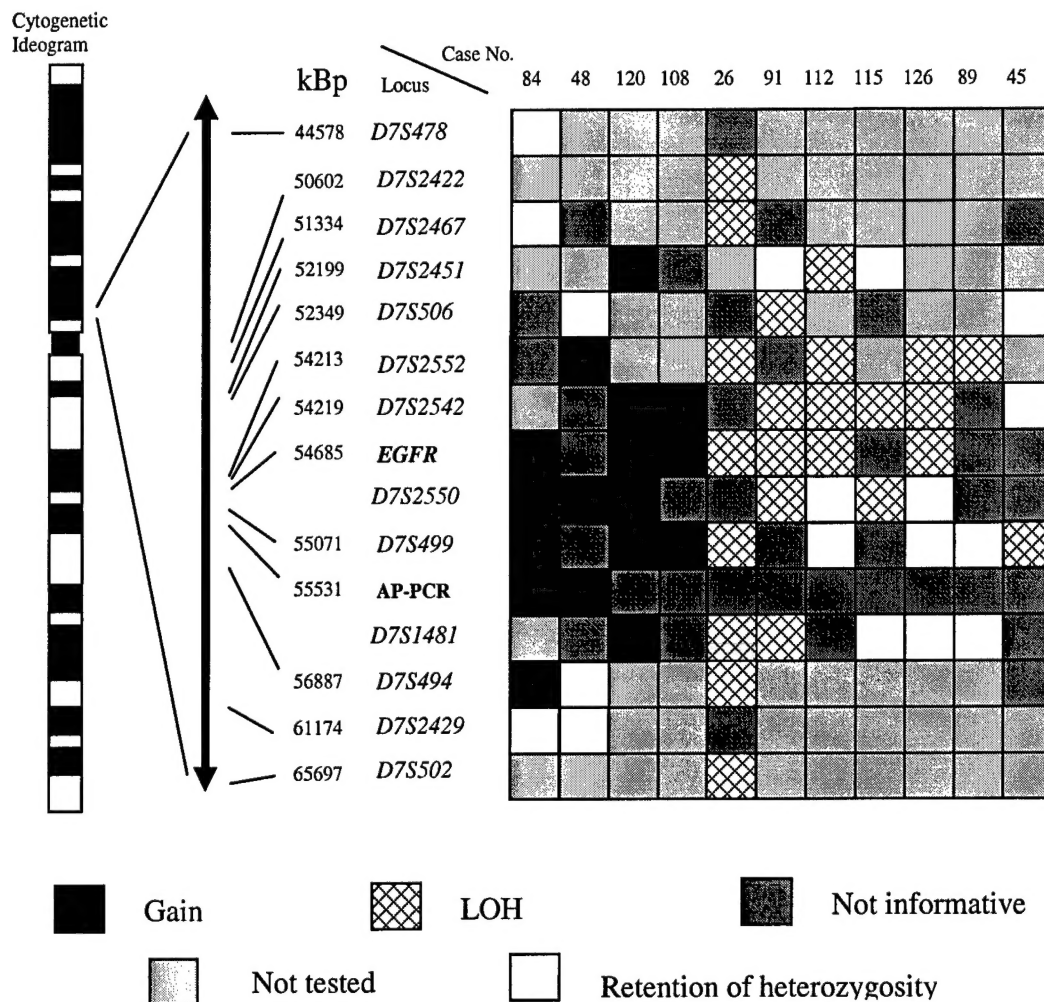 Cytogenetic
Ideogram
Case No.
kBp Locus 84 48 120 108 26 91 112 115 126 89 45
44578 D7S478
50602 D7S2422
51334 D7S2467
52199 D7S2451
52349 D7S506
54213 D7S2552
54219 D7S2542
54685 EGFR
D7S2550
55071 D7S499
55531 AP-PCR
D7S1481
56887 D7S494
61174 D7S2429
65697 D7S502
Gain LOH Not informative
Not tested Retention of heterozygosity